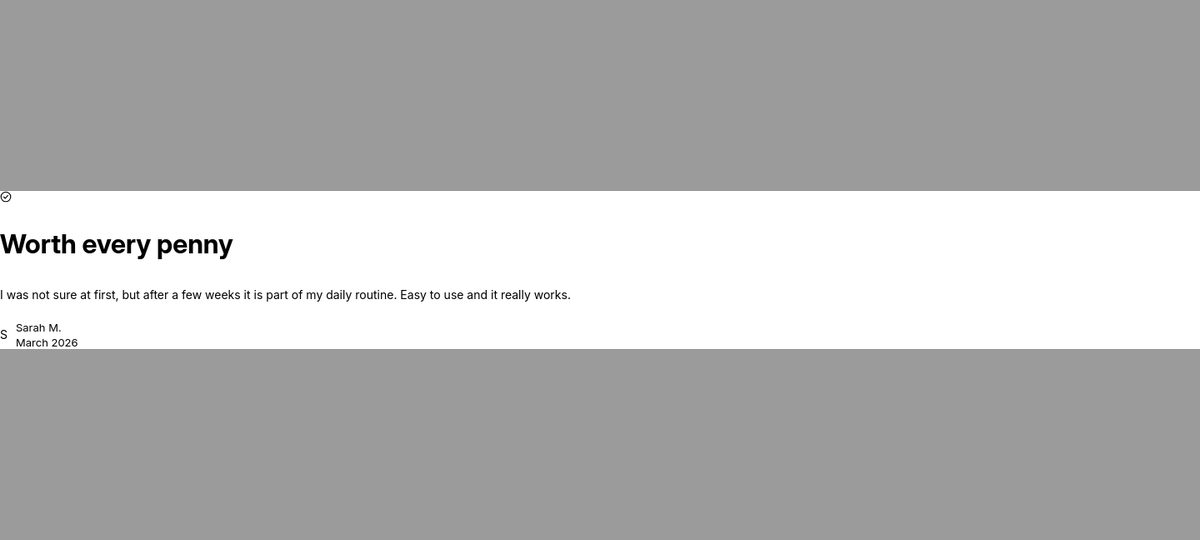 Worth every penny
I was not sure at first, but after a few weeks it is part of my daily routine. Easy to use and it really works.
S
Sarah M.
March 2026